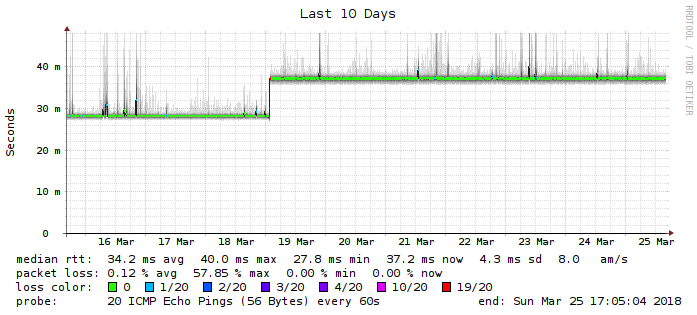 Last 10 Days
RRDTOOL / TOBI OETIKER
Seconds
40 m
30 m
20 m
10 m
0
16 Mar 17 Mar 18 Mar 19 Mar 20 Mar 21 Mar 22 Mar 23 Mar 24 Mar 25 Mar
median rtt: 34.2 ms avg 40.0 ms max 27.8 ms min 37.2 ms now 4.3 ms sd 8.0 am/s
packet loss: 0.12 % avg 57.85 % max 0.00 % min 0.00 % now
loss color: 0 1/20 2/20 3/20 4/20 10/20 19/20
probe: 20 ICMP Echo Pings (56 Bytes) every 60s end: Sun Mar 25 17:05:04 2018